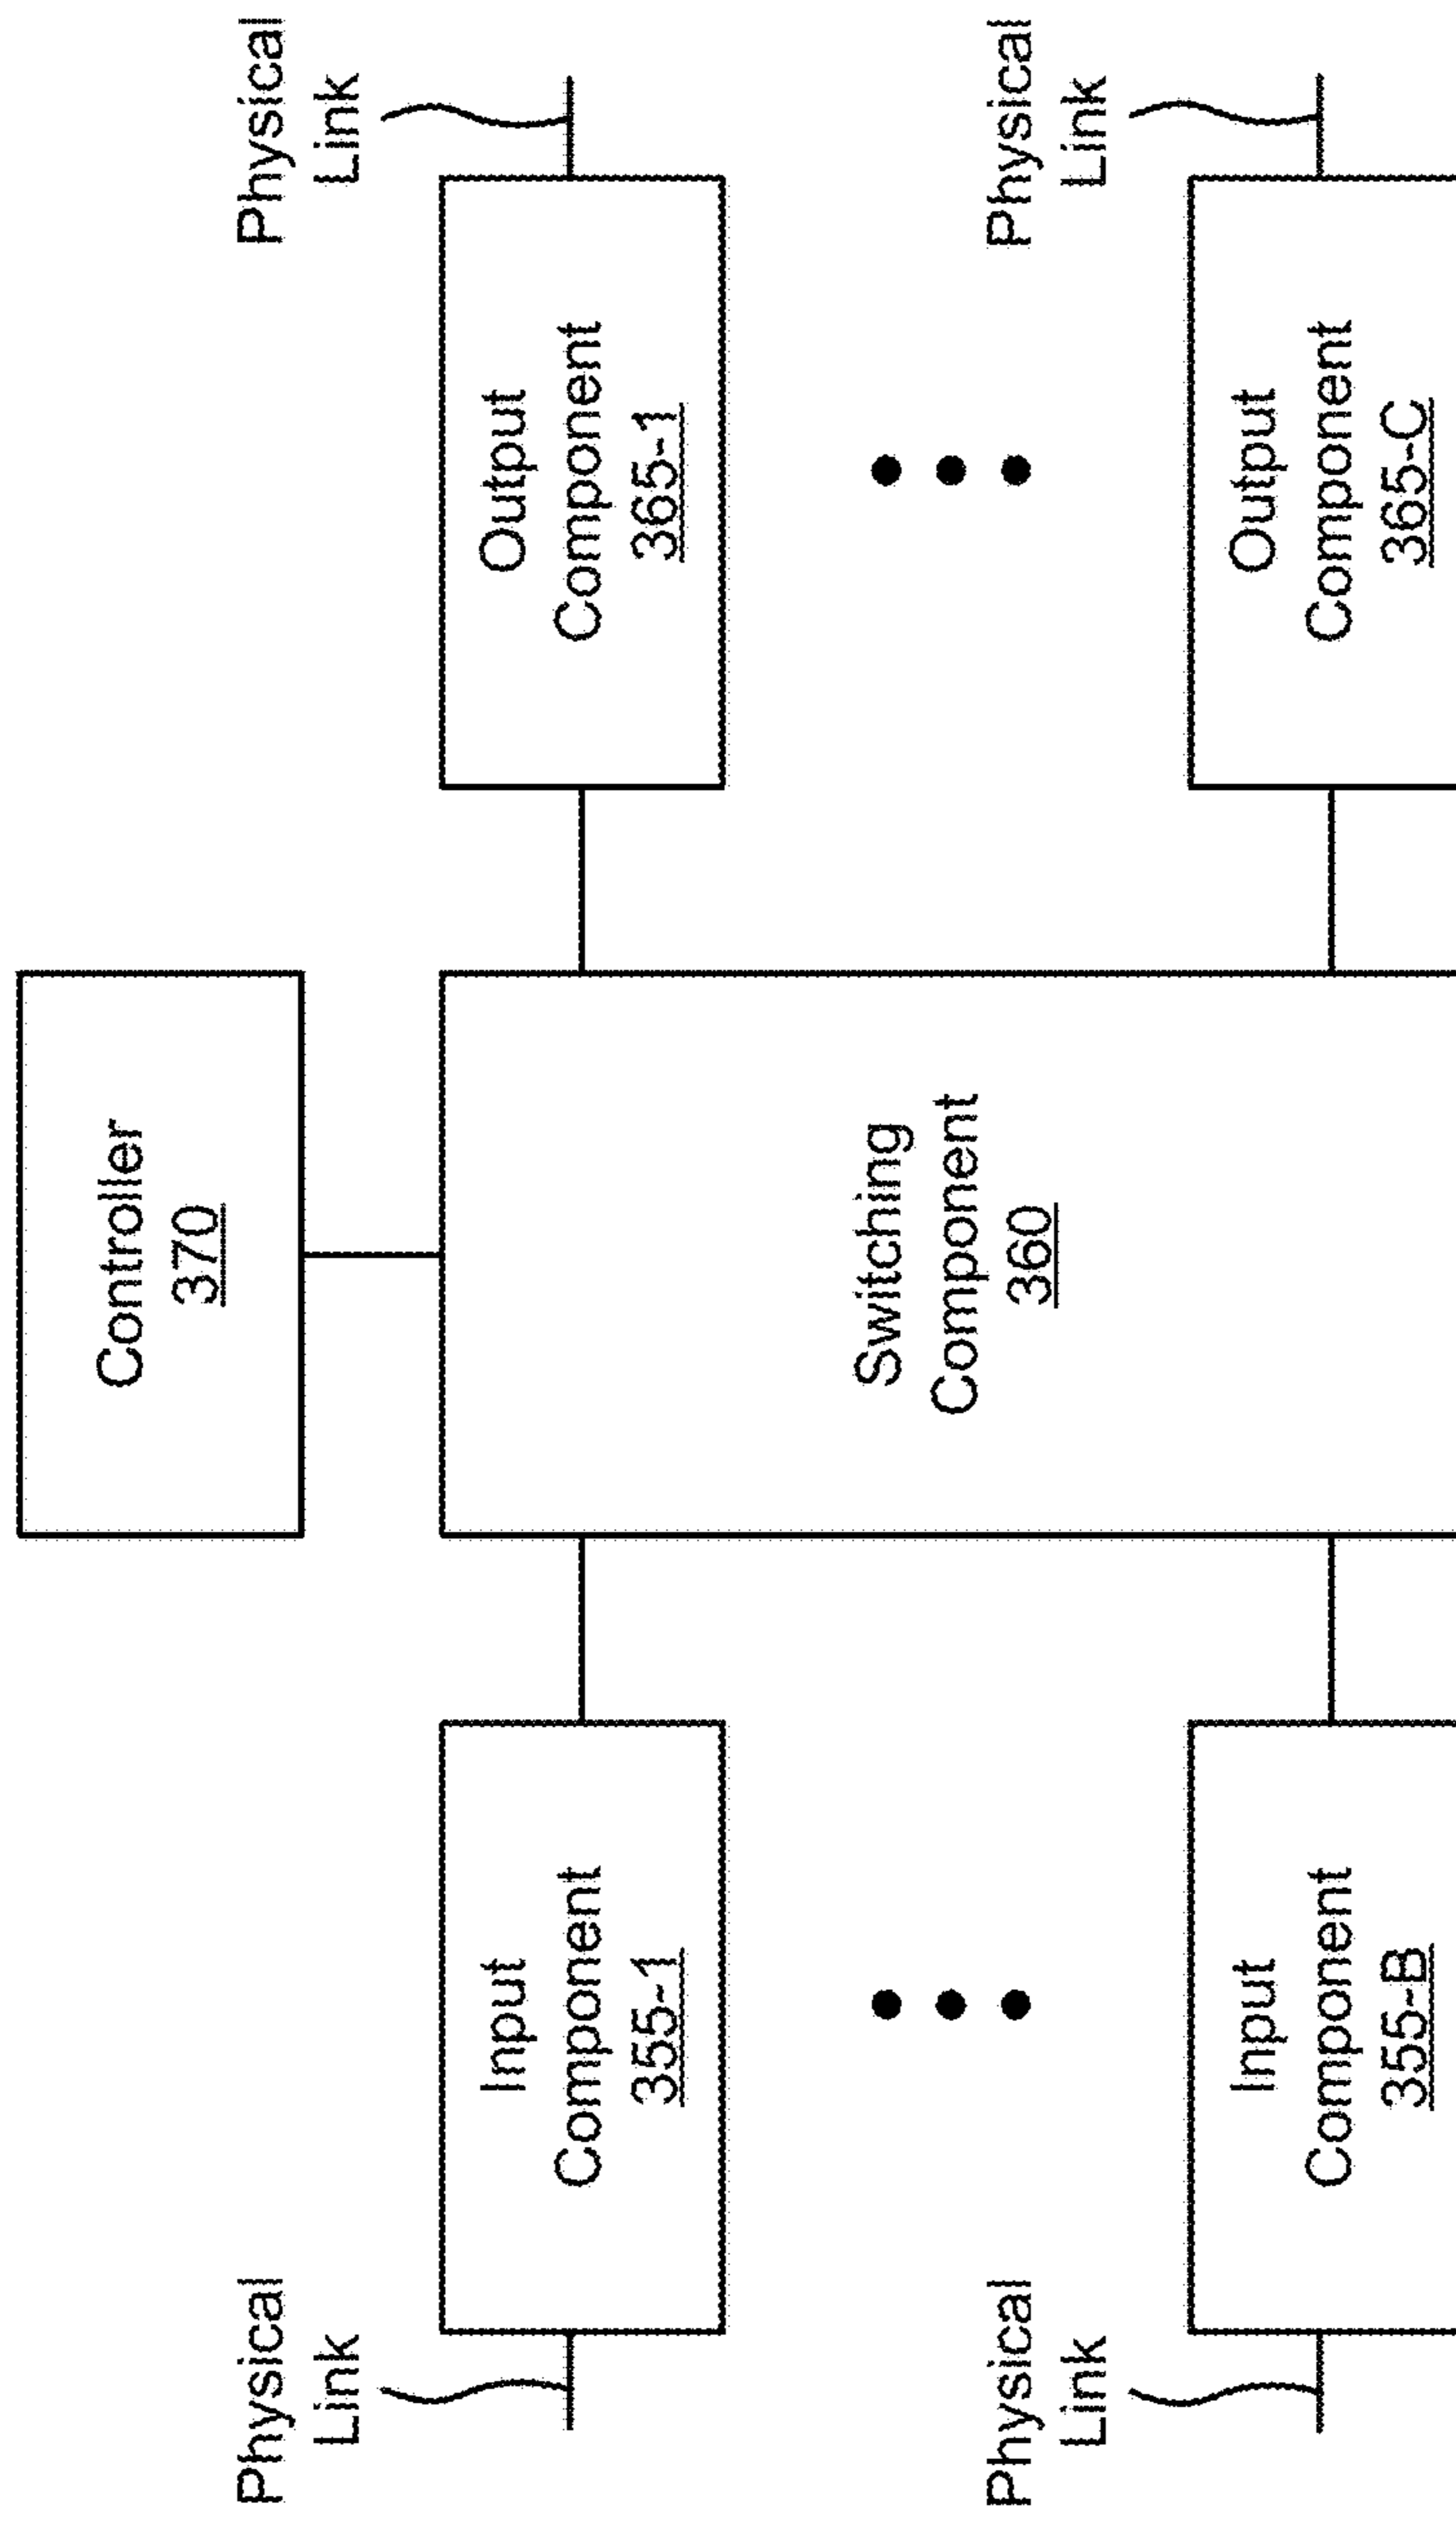 Controller
370
Physical
Link
Physical
Link
Input
Component
355-1
Switching
Component
360
Output
Component
365-1
Physical
Link
Physical
Link
Input
Component
355-B
Output
Component
365-C